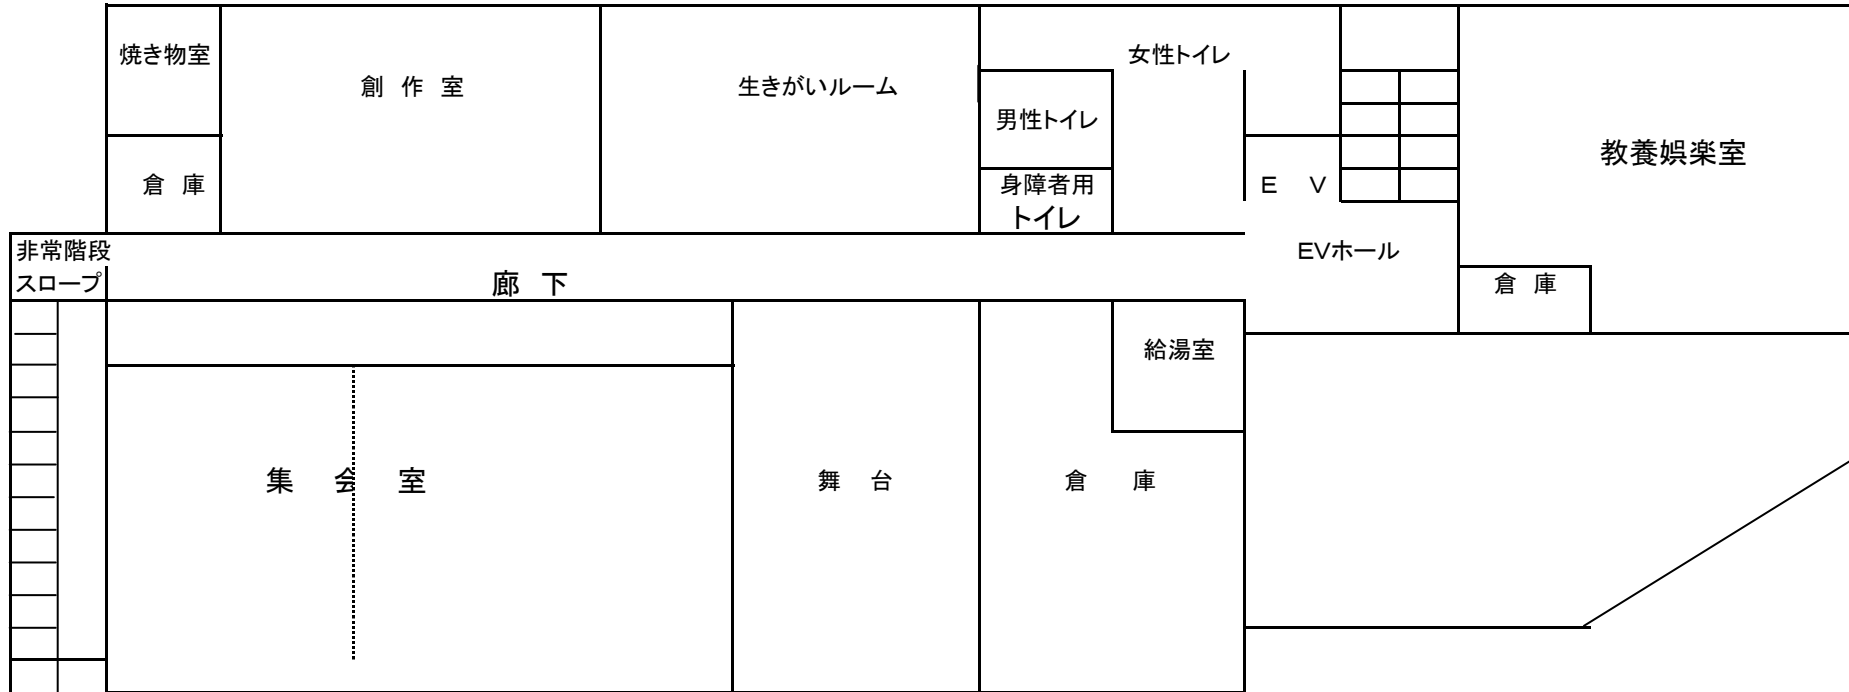 焼き物室
創 作 室
生きがいルーム
女性トイレ
男性トイレ
教養娯楽室
倉 庫
身障者用
トイレ
E V
非常階段
スロープ
廊 下
EVホール
倉 庫
給湯室
集 会 室
舞 台
倉 庫